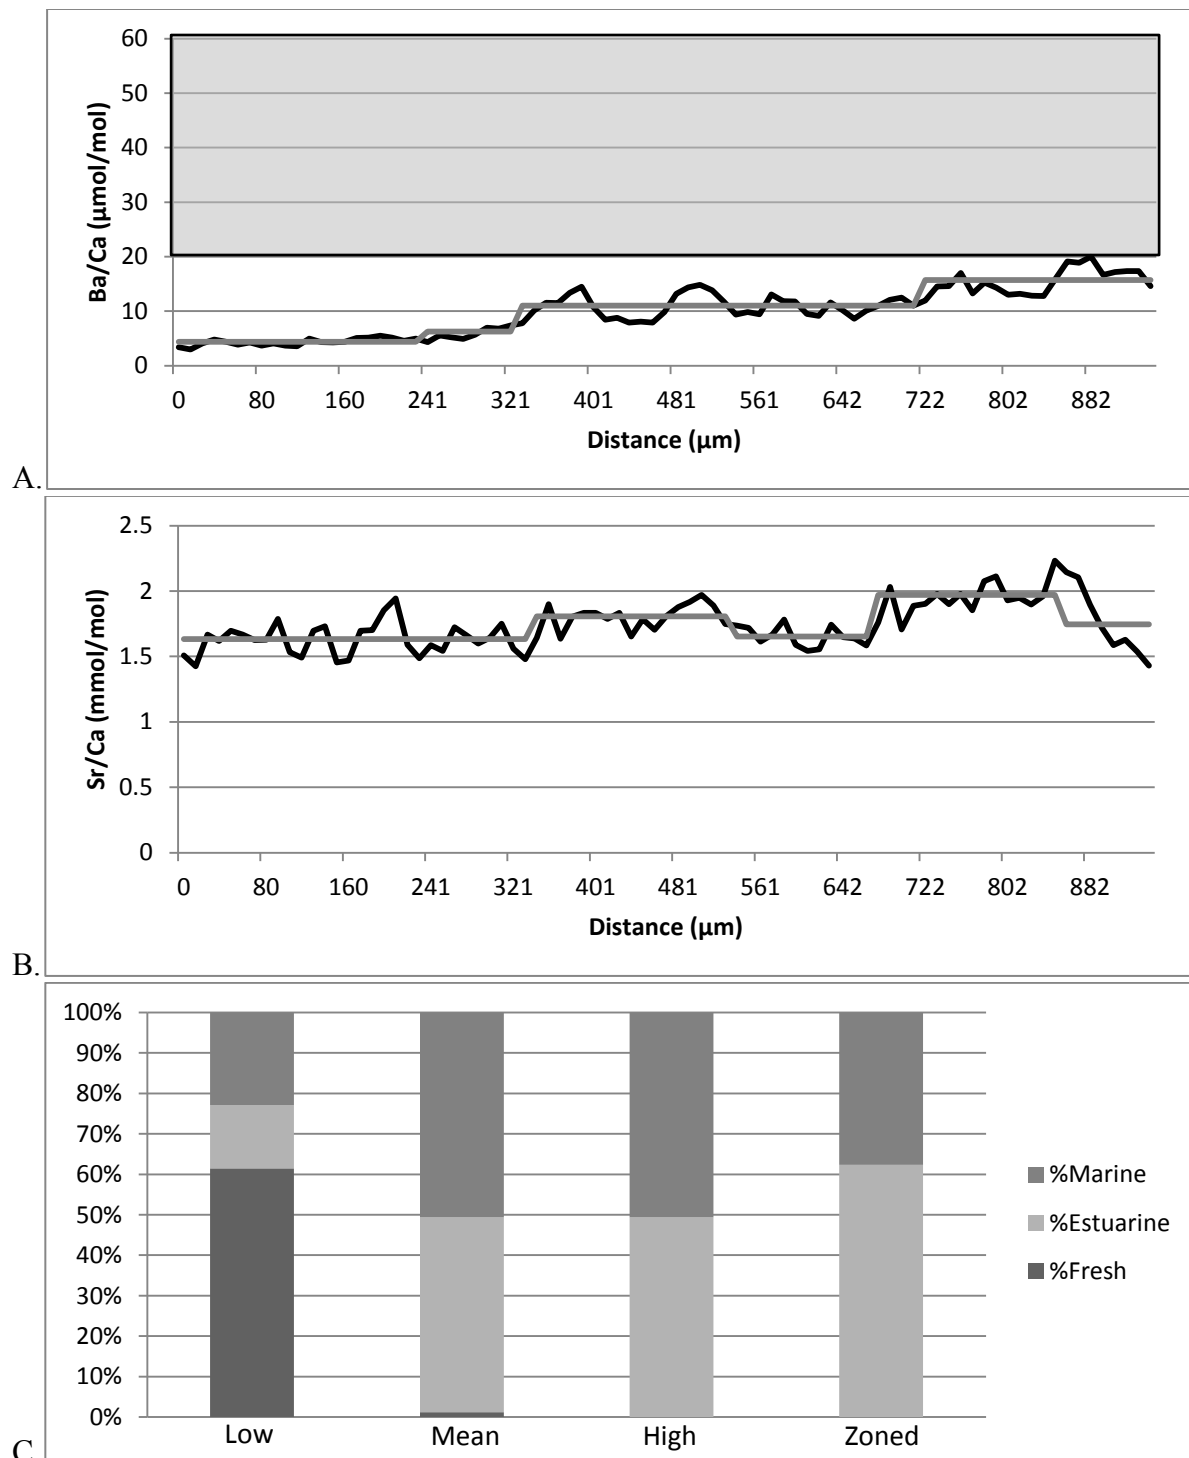 60
50
40
30
20
10
0
Ba/Ca (µmol/mol)
0 80 160 241 321 401 481 561 642 722 802 882
Distance (µm)
A.
2.5
2
1.5
1
0.5
0
Sr/Ca (mmol/mol)
0 80 160 241 321 401 481 561 642 722 802 882
Distance (µm)
B.
100%
90%
80%
70%
60%
50%
40%
30%
20%
10%
0%
Low Mean High Zoned
%Marine
%Estuarine
%Fresh
C